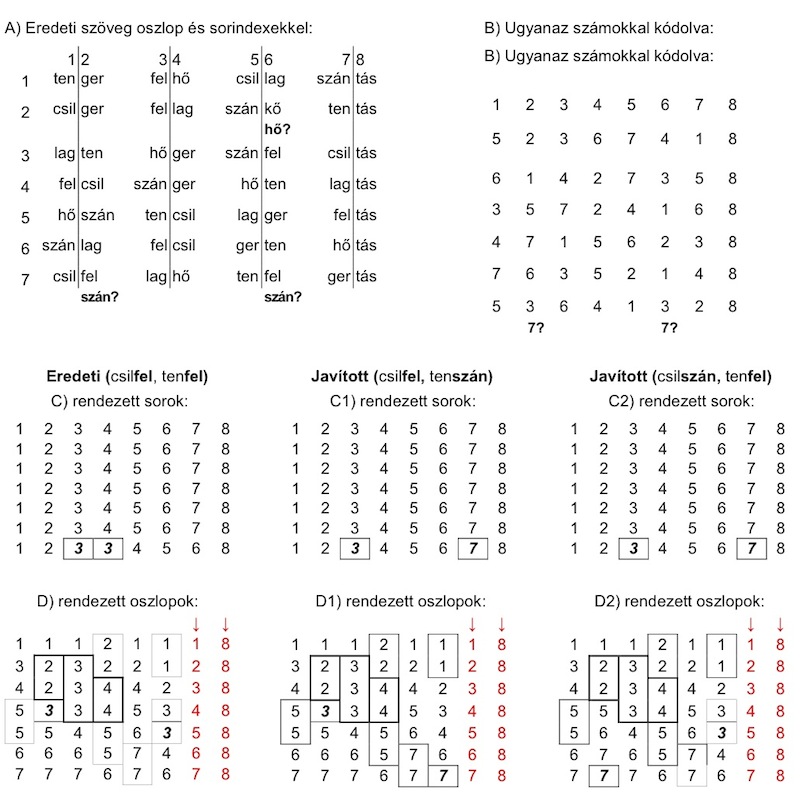 A) Eredeti szöveg oszlop és sorindexekkel:
1 2 3 4 5 6 7 8
1 ten ger fel hő csil lag szán tás
2 csil ger fel lag szán kő ten tás
hő?
3 lag ten hő ger szán fel csil tás
4 fel csil szán ger hő ten lag tás
5 hő szán ten csil lag ger fel tás
6 szán lag fel csil ger ten hő tás
7 csil fel lag hő ten fel ger tás
szán? szán?
B) Ugyanaz számokkal kódolva:
B) Ugyanaz számokkal kódolva:
1 2 3 4 5 6 7 8
5 2 3 6 7 4 1 8
6 1 4 2 7 3 5 8
3 5 7 2 4 1 6 8
4 7 1 5 6 2 3 8
7 6 3 5 2 1 4 8
5 3 6 4 1 3 2 8
7? 7?
Eredeti (csilfel, tenfel)
C) rendezett sorok:
1 2 3 4 5 6 7 8
1 2 3 4 5 6 7 8
1 2 3 4 5 6 7 8
1 2 3 4 5 6 7 8
1 2 3 4 5 6 7 8
1 2 3 4 5 6 7 8
1 2 3 3 4 5 6 8
Javított (csilfel, tenszán)
C1) rendezett sorok:
1 2 3 4 5 6 7 8
1 2 3 4 5 6 7 8
1 2 3 4 5 6 7 8
1 2 3 4 5 6 7 8
1 2 3 4 5 6 7 8
1 2 3 4 5 6 7 8
1 2 3 4 5 6 7 8
Javított (csilszán, tenfel)
C2) rendezett sorok:
1 2 3 4 5 6 7 8
1 2 3 4 5 6 7 8
1 2 3 4 5 6 7 8
1 2 3 4 5 6 7 8
1 2 3 4 5 6 7 8
1 2 3 4 5 6 7 8
1 2 3 4 5 6 7 8
D) rendezett oszlopok:
↓ ↓
1 1 1 2 1 1 1 8
3 2 3 2 2 1 2 8
4 2 3 4 4 2 3 8
5 3 3 4 5 3 4 8
5 5 4 5 6 3 5 8
6 6 6 5 7 4 6 8
7 7 7 6 7 6 7 8
D1) rendezett oszlopok:
↓ ↓
1 1 1 2 1 1 1 8
3 2 3 2 2 1 2 8
4 2 3 4 4 2 3 8
5 3 3 4 5 3 4 8
5 5 4 5 6 4 5 8
6 6 6 5 7 6 6 8
7 7 7 6 7 7 7 8
D2) rendezett oszlopok:
↓ ↓
1 1 1 2 1 1 1 8
3 2 3 2 2 1 2 8
4 2 3 4 4 2 3 8
5 5 3 4 5 3 4 8
5 6 4 5 6 3 5 8
6 7 6 5 7 4 6 8
7 7 7 6 7 6 7 8